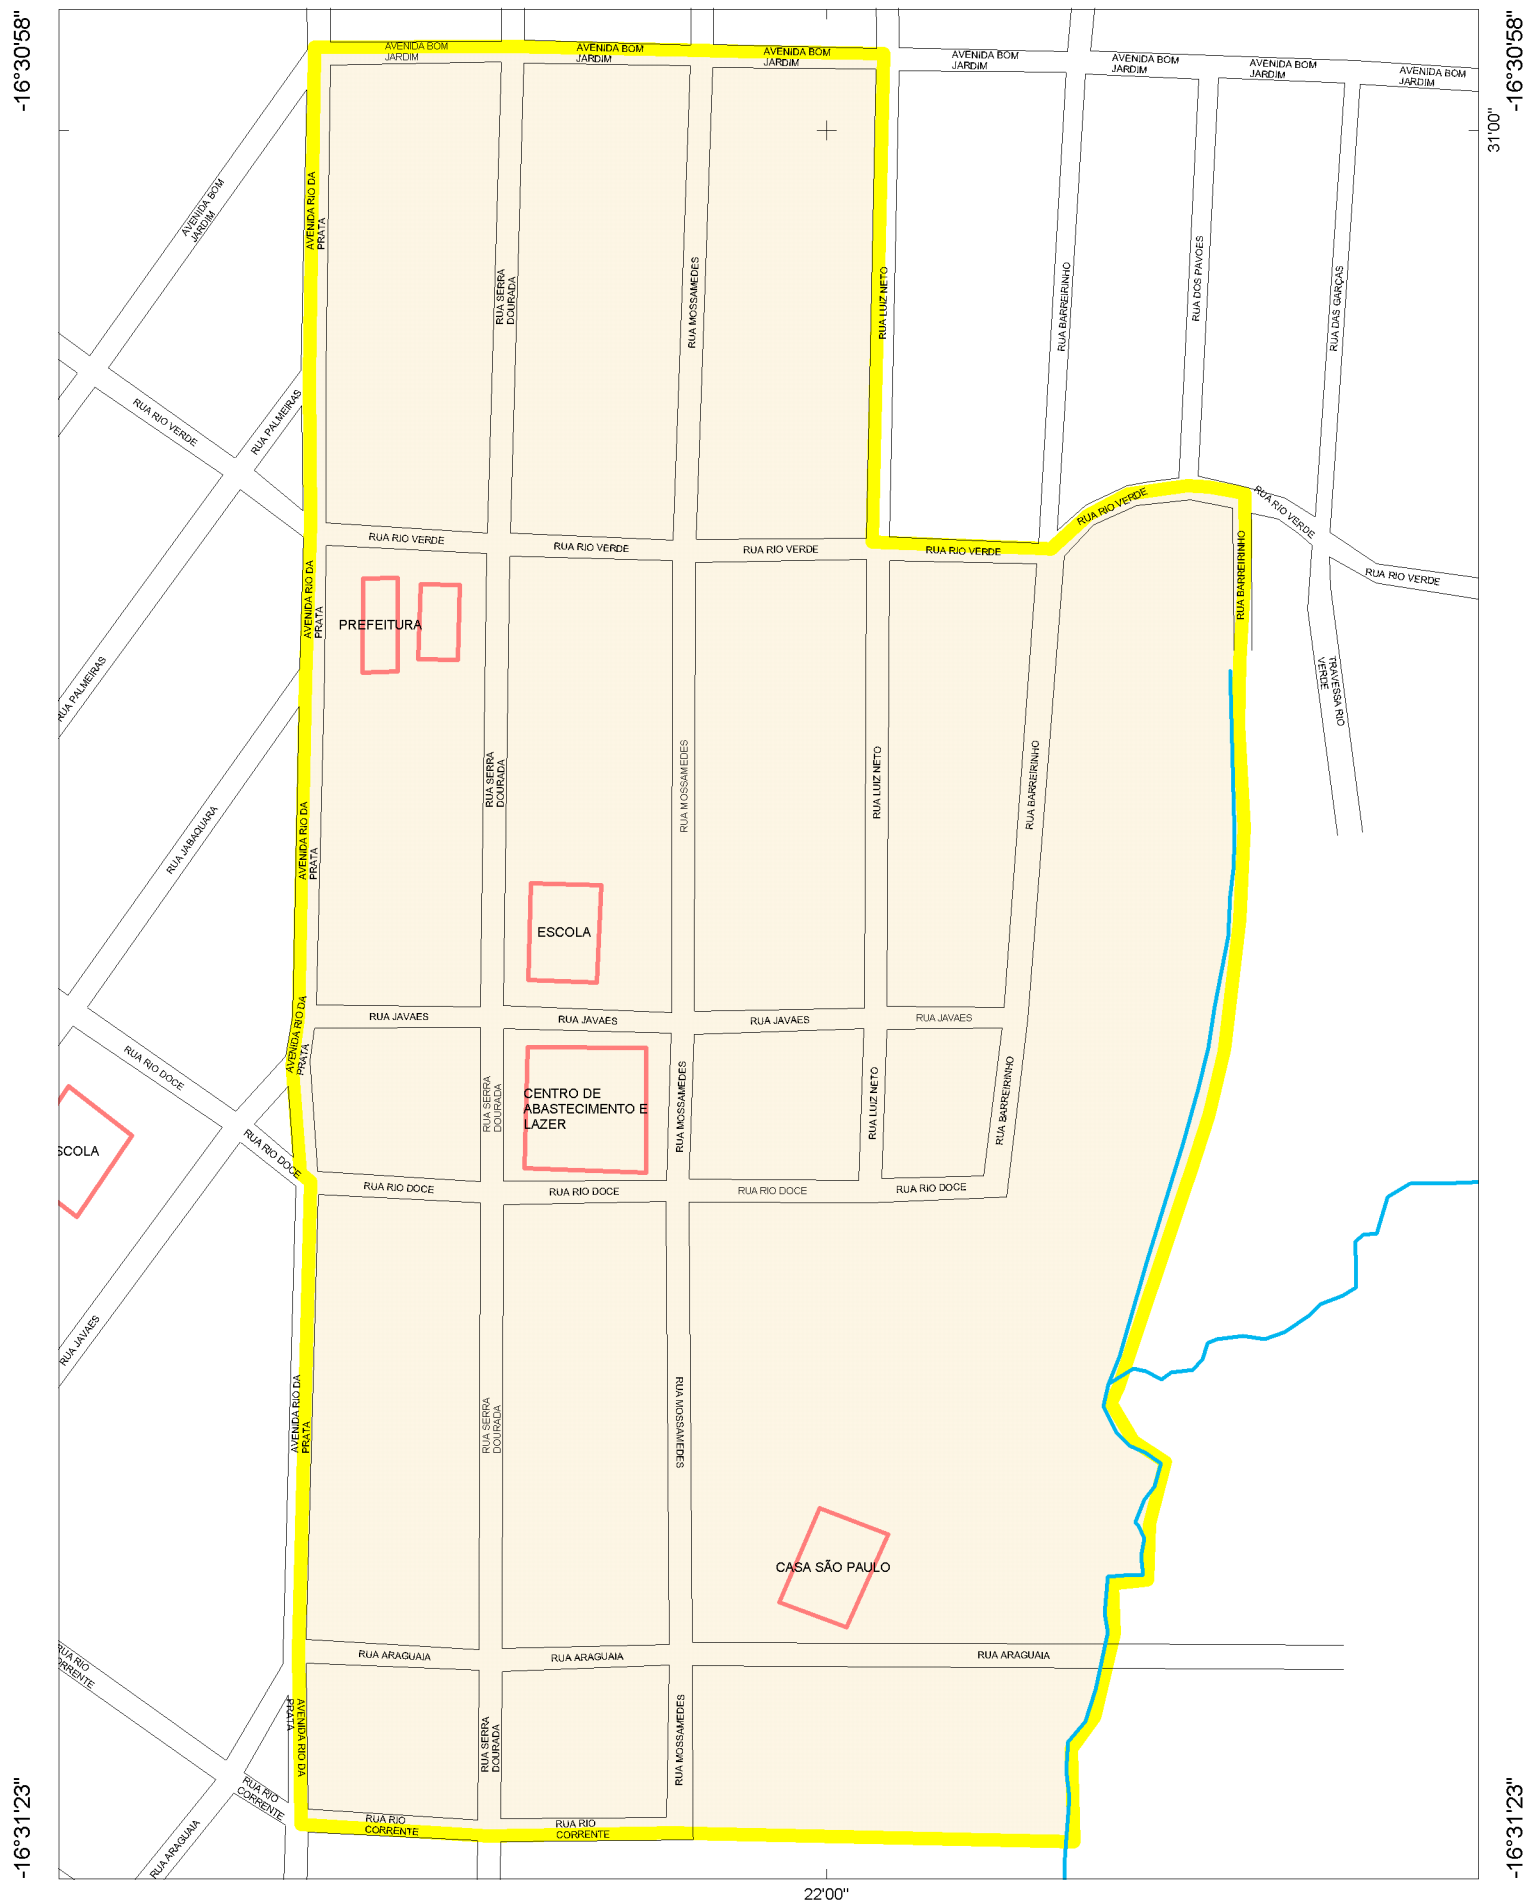 -16°30'58"
-16°30'58"
AVENIDA BOM
JARDIM
AVENIDA BOM
JARDIM
AVENIDA BOM
JARDIM
AVENIDA BOM
JARDIM
AVENIDA BOM
JARDIM
AVENIDA BOM
JARDIM
AVENIDA BOM
JARDIM
31'00"
AVENIDA BOM
JARDIM
AVENIDA RIO DA
PRATA
RUA SERRA
DOURADA
RUA MOSSAMEDES
RUA LUIZ NETO
RUA BARREIRINHO
RUA DOS PAVOES
RUA DAS GARÇAS
RUA RIO VERDE
RUA PALMEIRAS
RUA RIO VERDE
RUA RIO VERDE
RUA RIO VERDE
RUA RIO VERDE
RUA RIO VERDE
RUA RIO VERDE
RUA RIO VERDE
RUA BARREIRINHO
AVENIDA RIO DA
PRATA
PREFEITURA
RUA PALMEIRAS
TRAVESSA RIO
VERDE
RUA JABAQUARA
AVENIDA RIO DA
PRATA
RUA SERRA
DOURADA
RUA MOSSAMEDES
RUA LUIZ NETO
RUA BARREIRINHO
ESCOLA
RUA JAVAES
RUA JAVAES
RUA JAVAES
RUA JAVAES
AVENIDA RIO DA
PRATA
RUA RIO DOCE
RUA SERRA
DOURADA
CENTRO DE
ABASTECIMENTO E
LAZER
RUA MOSSAMEDES
RUA LUIZ NETO
RUA BARREIRINHO
SCOLA
RUA RIO DOCE
RUA RIO DOCE
RUA RIO DOCE
RUA RIO DOCE
RUA RIO DOCE
RUA JAVAES
AVENIDA RIO DA
PRATA
RUA SERRA
DOURADA
RUA MOSSAMEDES
CASA SÃO PAULO
RUA RIO
ORRENTE
RUA ARAGUAIA
RUA ARAGUAIA
RUA ARAGUAIA
AVENIDA RIO DA
PRATA
RUA SERRA
DOURADA
RUA MOSSAMEDES
RUA RIO
CORRENTE
RUA RIO
CORRENTE
RUA RIO
CORRENTE
RUA ARAGUAIA
-16°31'23"
-16°31'23"
22'00"